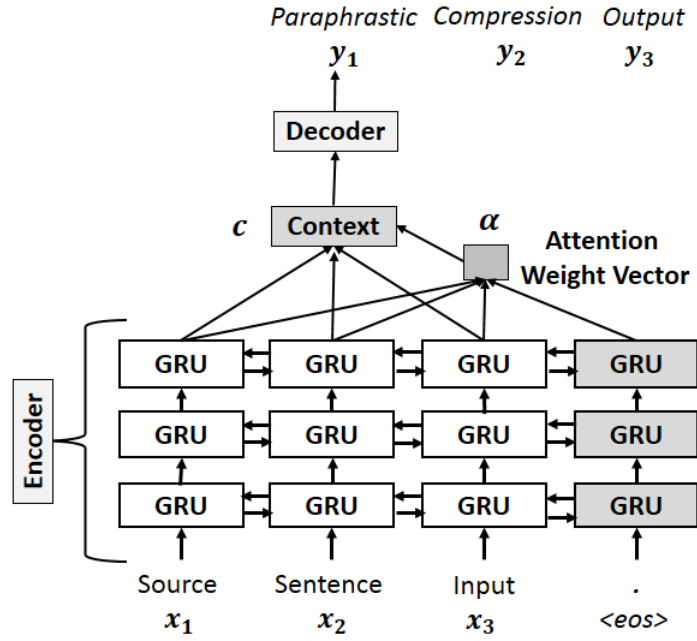 Paraphrastic Compression Output
y₁ y₂ y₃
Decoder
c Context α
Attention
Weight Vector
GRU GRU GRU GRU
GRU GRU GRU GRU
GRU GRU GRU GRU
Encoder
Source Sentence Input .
x₁ x₂ x₃ <eos>